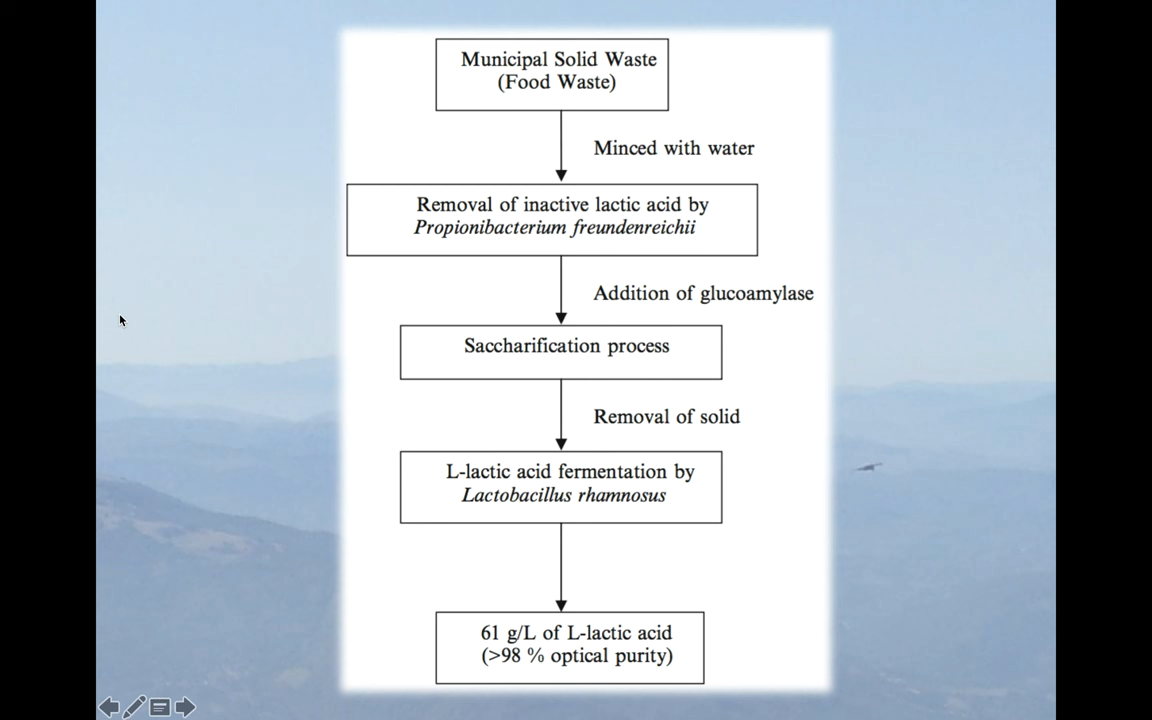 Municipal Solid Waste
(Food Waste)
Minced with water
Removal of inactive lactic acid by
Propionibacterium freundenreichii
Addition of glucoamylase
Saccharification process
Removal of solid
L-lactic acid fermentation by
Lactobacillus rhamnosus
61 g/L of L-lactic acid
(>98 % optical purity)